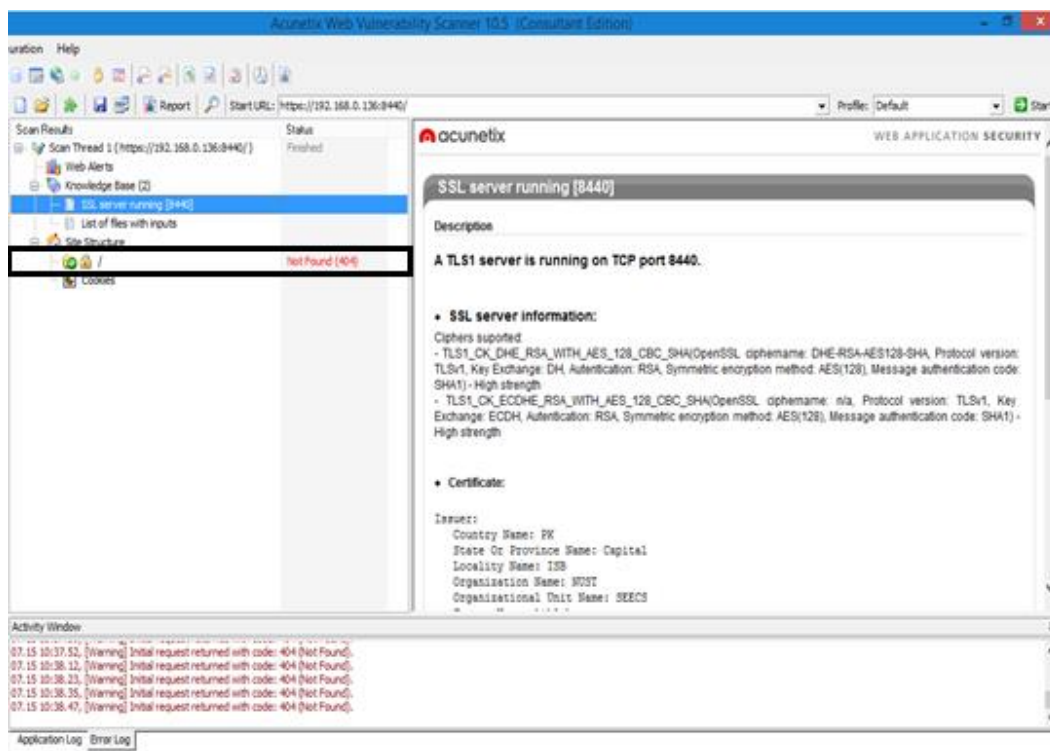 Acunetix Web Vulnerability Scanner 10.5 (Consultant Edition)
uration Help
Report Start URL: https://192.168.0.136:8440/ Profile: Default Start
Scan Results Status
Scan Thread 1 ( https://192.168.0.136:8440/ ) Finished
Web Alerts
Knowledge Base (2)
SSL server running [8440]
List of files with inputs
Site Structure
/ Not Found (404)
Cookies
acunetix WEB APPLICATION SECURITY
SSL server running [8440]
Description
A TLS1 server is running on TCP port 8440.
• SSL server information:
Ciphers suported
- TLS1_CK_DHE_RSA_WITH_AES_128_CBC_SHA(OpenSSL ciphername: DHE-RSA-AES128-SHA, Protocol version:
TLSv1, Key Exchange: DH, Autentication: RSA, Symmetric encryption method: AES(128), Message authentication code:
SHA1) - High strength
- TLS1_CK_ECDHE_RSA_WITH_AES_128_CBC_SHA(OpenSSL ciphername: n/a, Protocol version: TLSv1, Key
Exchange: ECDH, Autentication: RSA, Symmetric encryption method: AES(128), Message authentication code: SHA1) -
High strength
• Certificate:
Issuer:
Country Name: PK
State Or Province Name: Capital
Locality Name: ISB
Organization Name: NUST
Organizational Unit Name: SEECS
Activity Window
07.15 10:37.52, [Warning] Initial request returned with code: 404 (Not Found).
07.15 10:38.12, [Warning] Initial request returned with code: 404 (Not Found).
07.15 10:38.23, [Warning] Initial request returned with code: 404 (Not Found).
07.15 10:38.35, [Warning] Initial request returned with code: 404 (Not Found).
07.15 10:38.47, [Warning] Initial request returned with code: 404 (Not Found).
Application Log Error Log